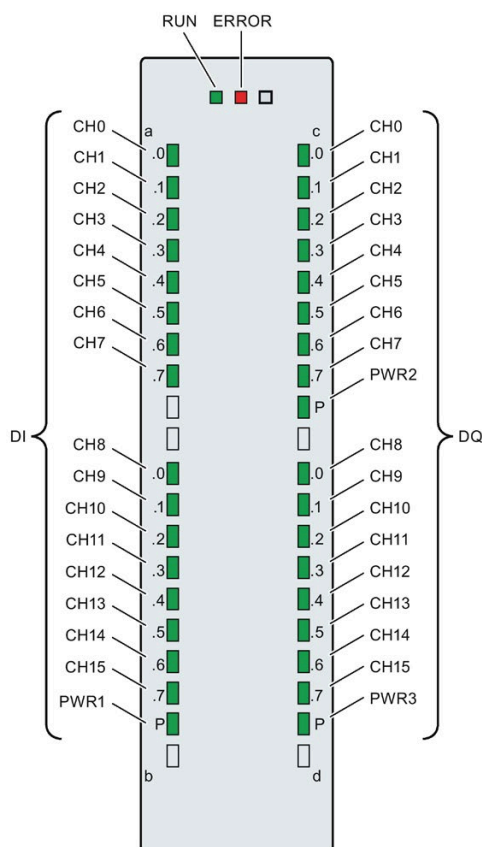 RUN ERROR
a c
CH0 .0 .0 CH0
CH1 .1 .1 CH1
CH2 .2 .2 CH2
CH3 .3 .3 CH3
CH4 .4 .4 CH4
CH5 .5 .5 CH5
CH6 .6 .6 CH6
CH7 .7 .7 CH7
P PWR2
DI DQ
CH8 .0 .0 CH8
CH9 .1 .1 CH9
CH10 .2 .2 CH10
CH11 .3 .3 CH11
CH12 .4 .4 CH12
CH13 .5 .5 CH13
CH14 .6 .6 CH14
CH15 .7 .7 CH15
PWR1 P P PWR3
b d